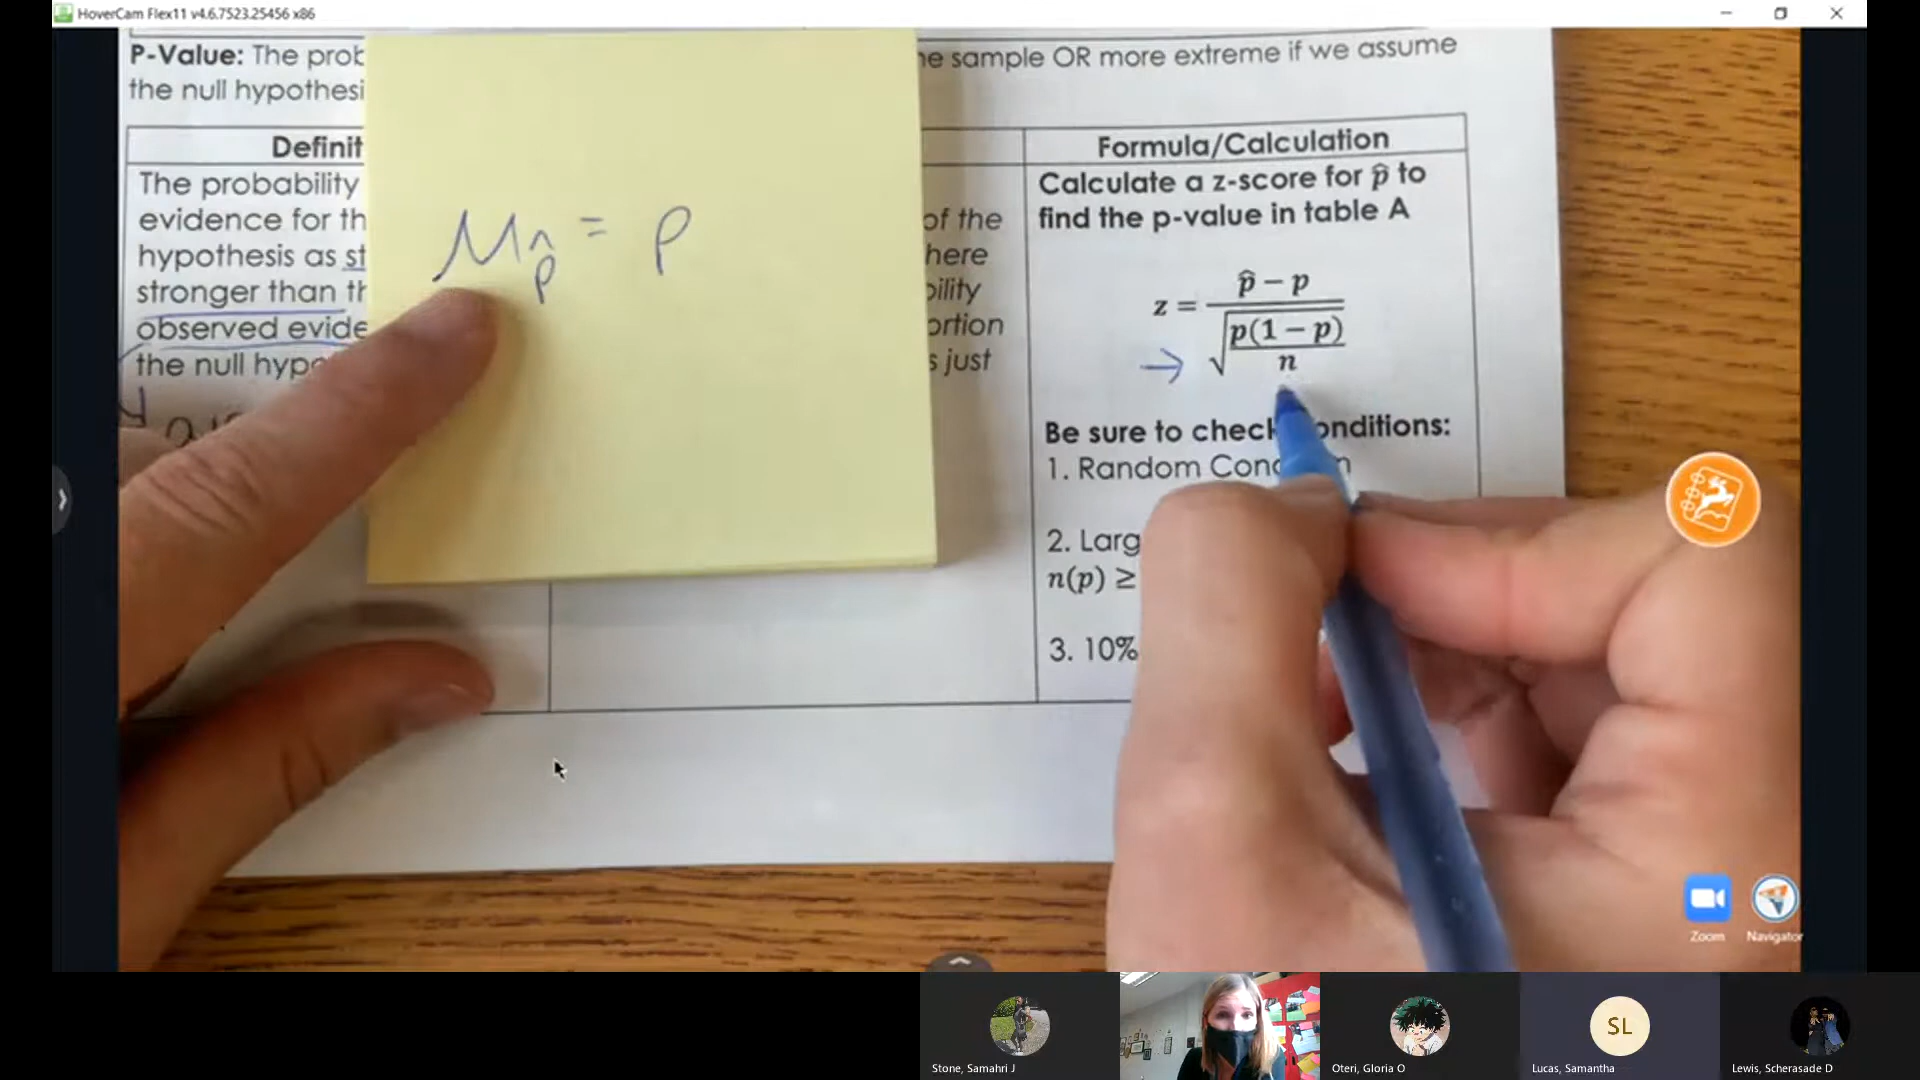 HoverCam Flex11 v4.6.7523.25456 x86
P-Value: The prob
e sample OR more extreme if we assume
the null hypothesi
Definit
The probability
evidence for th
hypothesis as st
stronger than th
observed evide
the null hyp
μp̂ = p
of the
here
bility
ortion
s just
Formula/Calculation
Calculate a z-score for p̂ to
find the p-value in table A
z = (p̂ − p) / √(p(1 − p) / n)
→
Be sure to check conditions:
1. Random Condition
2. Larg
n(p) ≥
3. 10%
Zoom
Navigator
Stone, Samahri J
Oteri, Gloria O
SL
Lucas, Samantha
Lewis, Scherasade D